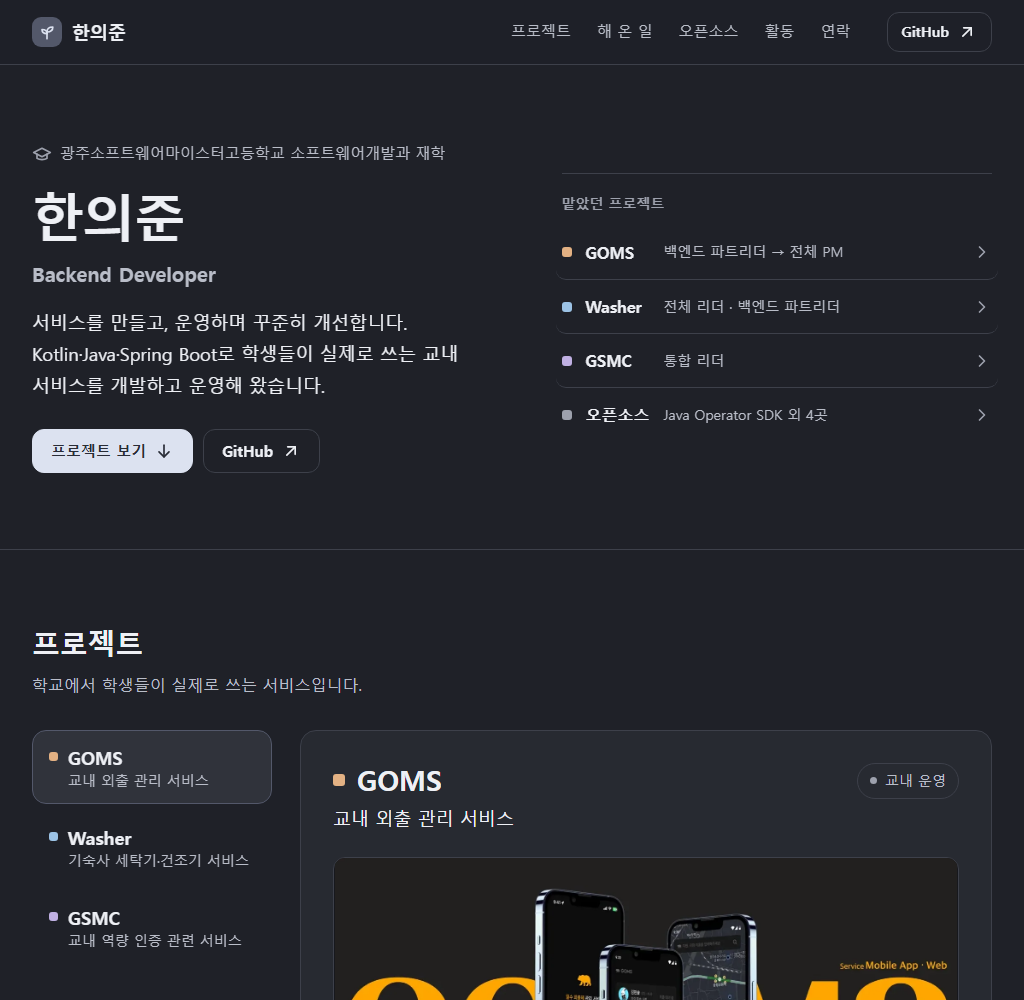 한의준
프로젝트
해 온 일
오픈소스
활동
연락
GitHub
광주소프트웨어마이스터고등학교 소프트웨어개발과 재학
한의준
Backend Developer
서비스를 만들고, 운영하며 꾸준히 개선합니다.
Kotlin·Java·Spring Boot로 학생들이 실제로 쓰는 교내
서비스를 개발하고 운영해 왔습니다.
프로젝트 보기
GitHub
맡았던 프로젝트
GOMS 백엔드 파트리더 → 전체 PM
Washer 전체 리더 · 백엔드 파트리더
GSMC 통합 리더
오픈소스 Java Operator SDK 외 4곳
프로젝트
학교에서 학생들이 실제로 쓰는 서비스입니다.
GOMS
교내 외출 관리 서비스
Washer
기숙사 세탁기·건조기 서비스
GSMC
교내 역량 인증 관련 서비스
GOMS
교내 운영
교내 외출 관리 서비스
Service Mobile App · Web